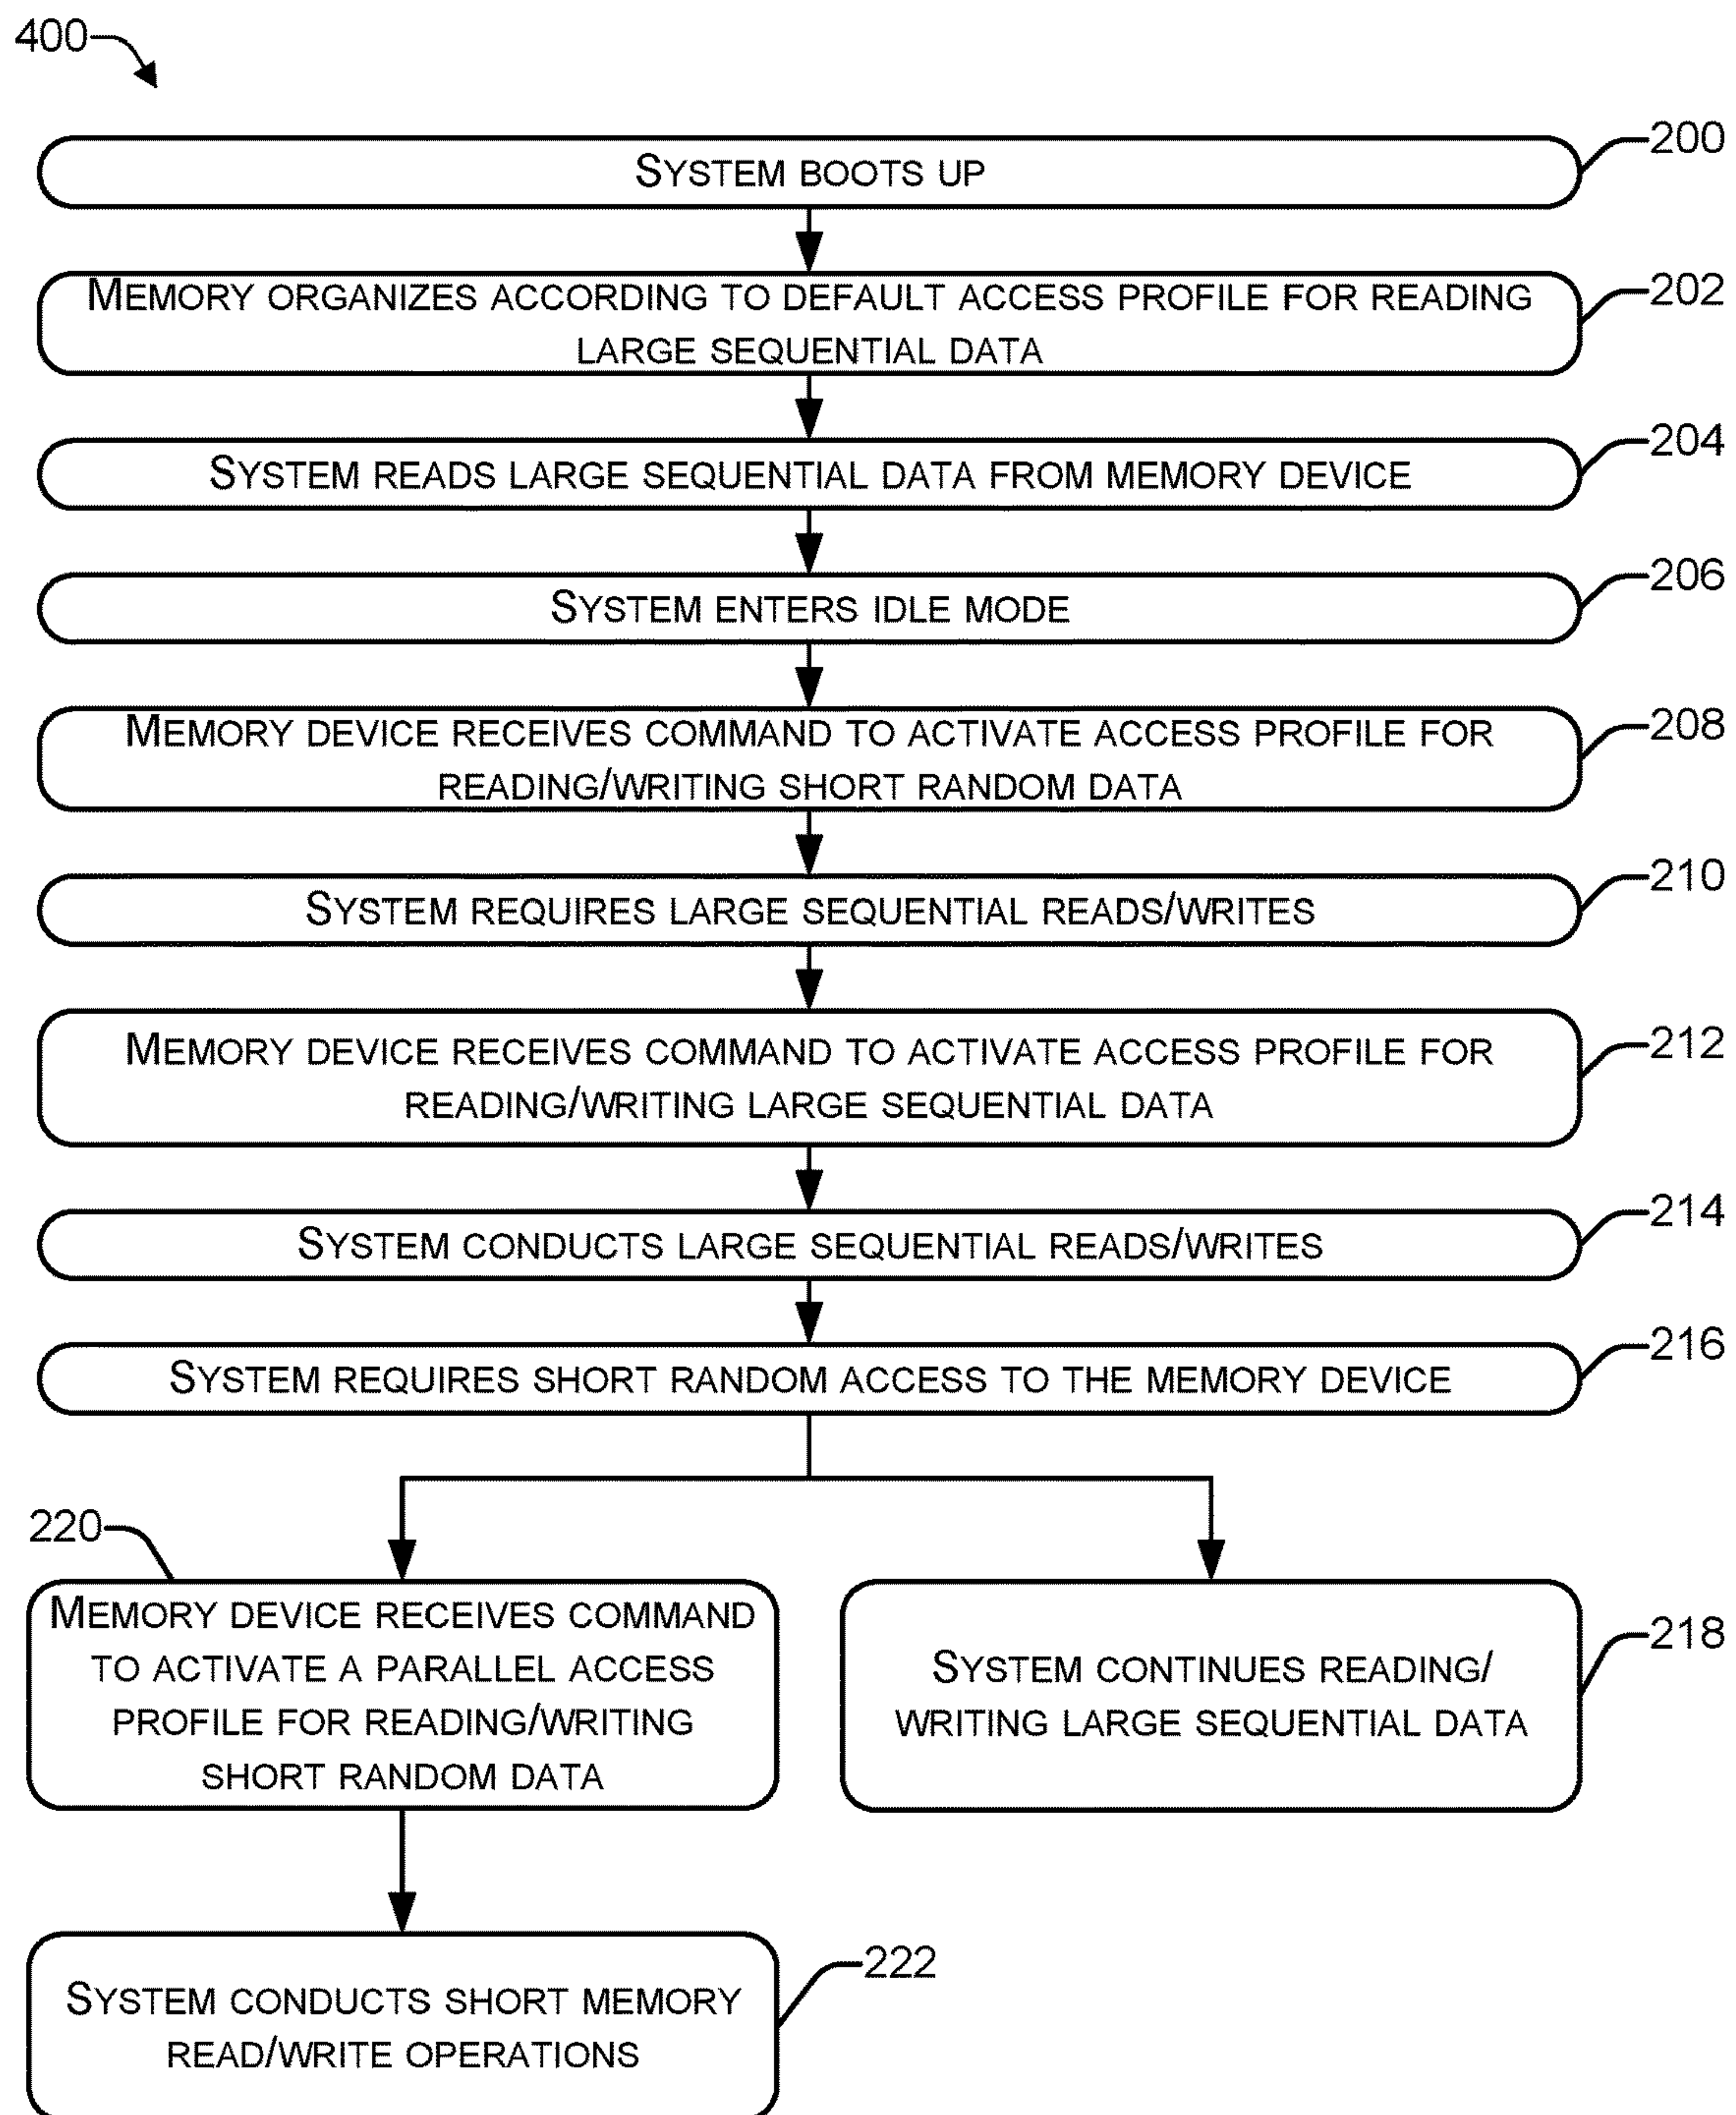 400
SYSTEM BOOTS UP
200
MEMORY ORGANIZES ACCORDING TO DEFAULT ACCESS PROFILE FOR READING
LARGE SEQUENTIAL DATA
202
SYSTEM READS LARGE SEQUENTIAL DATA FROM MEMORY DEVICE
204
SYSTEM ENTERS IDLE MODE
206
MEMORY DEVICE RECEIVES COMMAND TO ACTIVATE ACCESS PROFILE FOR
READING/WRITING SHORT RANDOM DATA
208
SYSTEM REQUIRES LARGE SEQUENTIAL READS/WRITES
210
MEMORY DEVICE RECEIVES COMMAND TO ACTIVATE ACCESS PROFILE FOR
READING/WRITING LARGE SEQUENTIAL DATA
212
SYSTEM CONDUCTS LARGE SEQUENTIAL READS/WRITES
214
SYSTEM REQUIRES SHORT RANDOM ACCESS TO THE MEMORY DEVICE
216
220
MEMORY DEVICE RECEIVES COMMAND
TO ACTIVATE A PARALLEL ACCESS
PROFILE FOR READING/WRITING
SHORT RANDOM DATA
SYSTEM CONTINUES READING/
WRITING LARGE SEQUENTIAL DATA
218
SYSTEM CONDUCTS SHORT MEMORY
READ/WRITE OPERATIONS
222